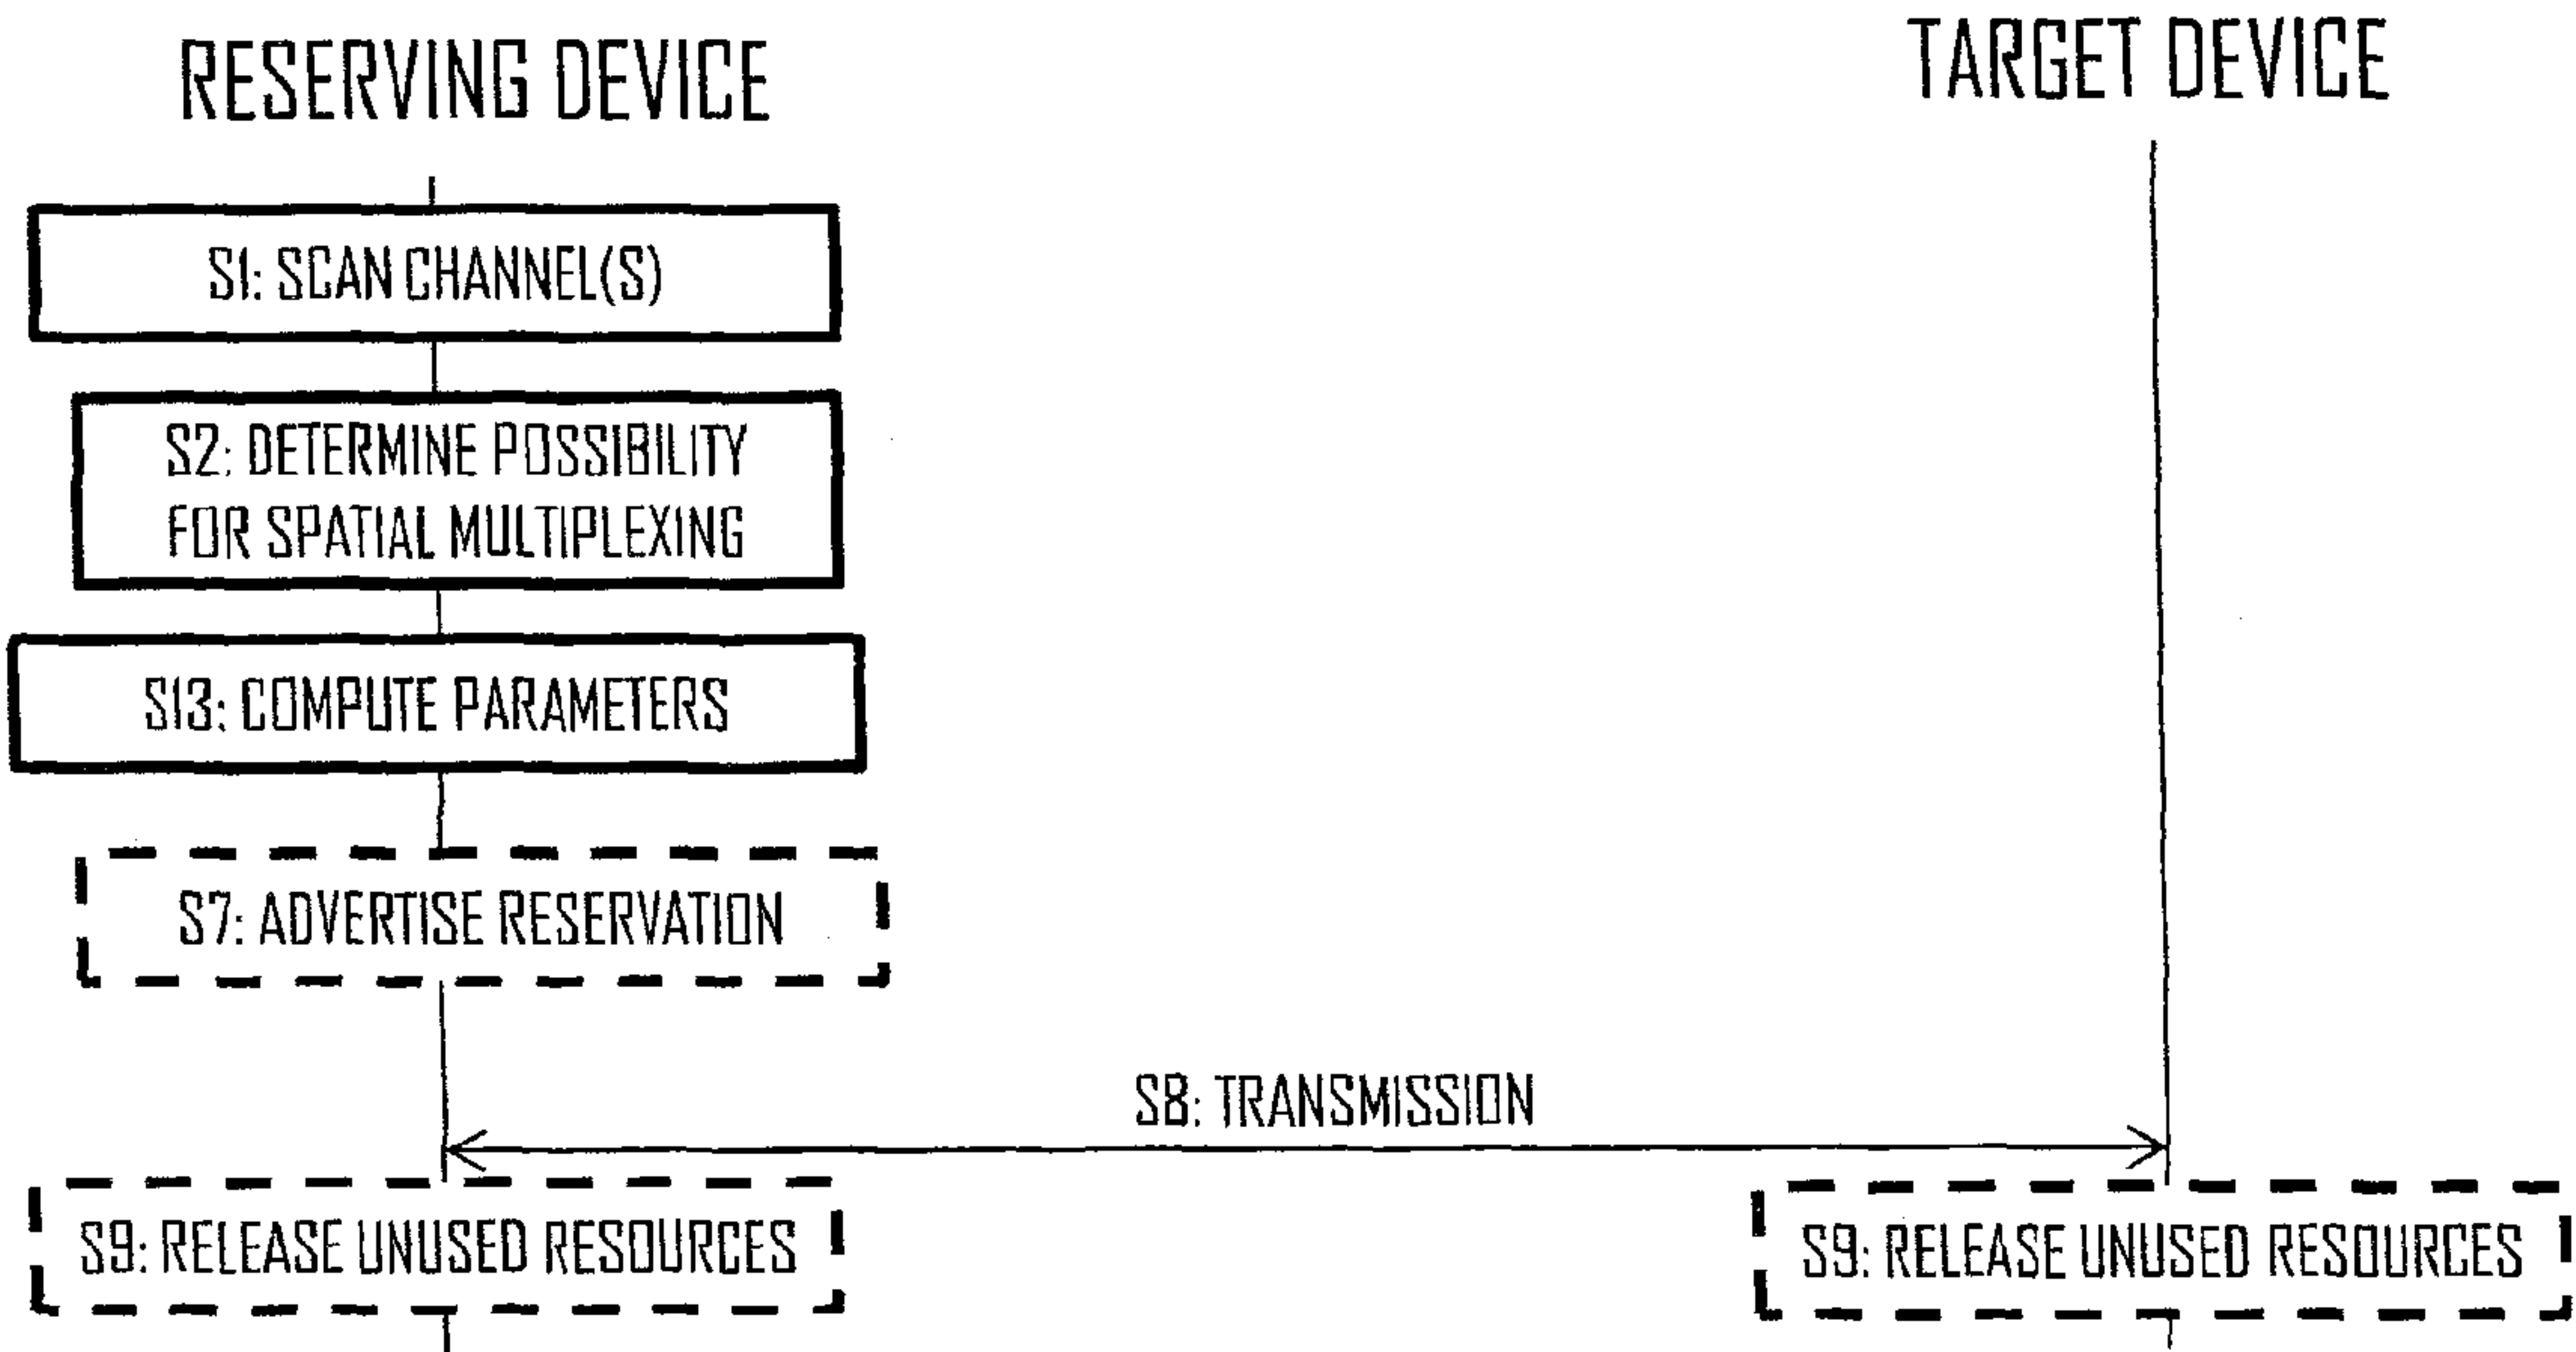 RESERVING DEVICE
TARGET DEVICE
S1: SCAN CHANNEL(S)
S2: DETERMINE POSSIBILITY
FOR SPATIAL MULTIPLEXING
S13: COMPUTE PARAMETERS
S7: ADVERTISE RESERVATION
S8: TRANSMISSION
S9: RELEASE UNUSED RESOURCES
S9: RELEASE UNUSED RESOURCES